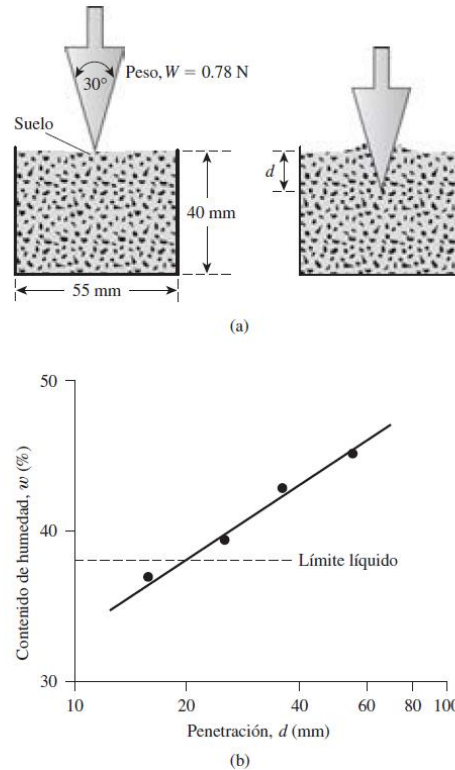 30°
Peso, W = 0.78 N
Suelo
d
40 mm
55 mm
(a)
50
40
30
Contenido de humedad, w (%)
Límite líquido
10
20
40
60
80
100
Penetración, d (mm)
(b)